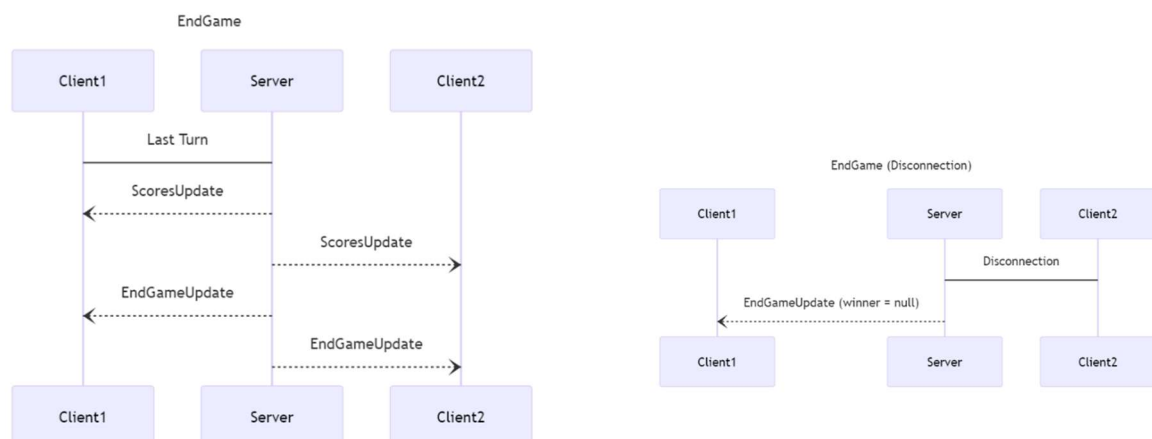 EndGame
Client1
Server
Client2
Last Turn
ScoresUpdate
ScoresUpdate
EndGameUpdate
EndGameUpdate
Client1
Server
Client2
EndGame (Disconnection)
Client1
Server
Client2
Disconnection
EndGameUpdate (winner = null)
Client1
Server
Client2